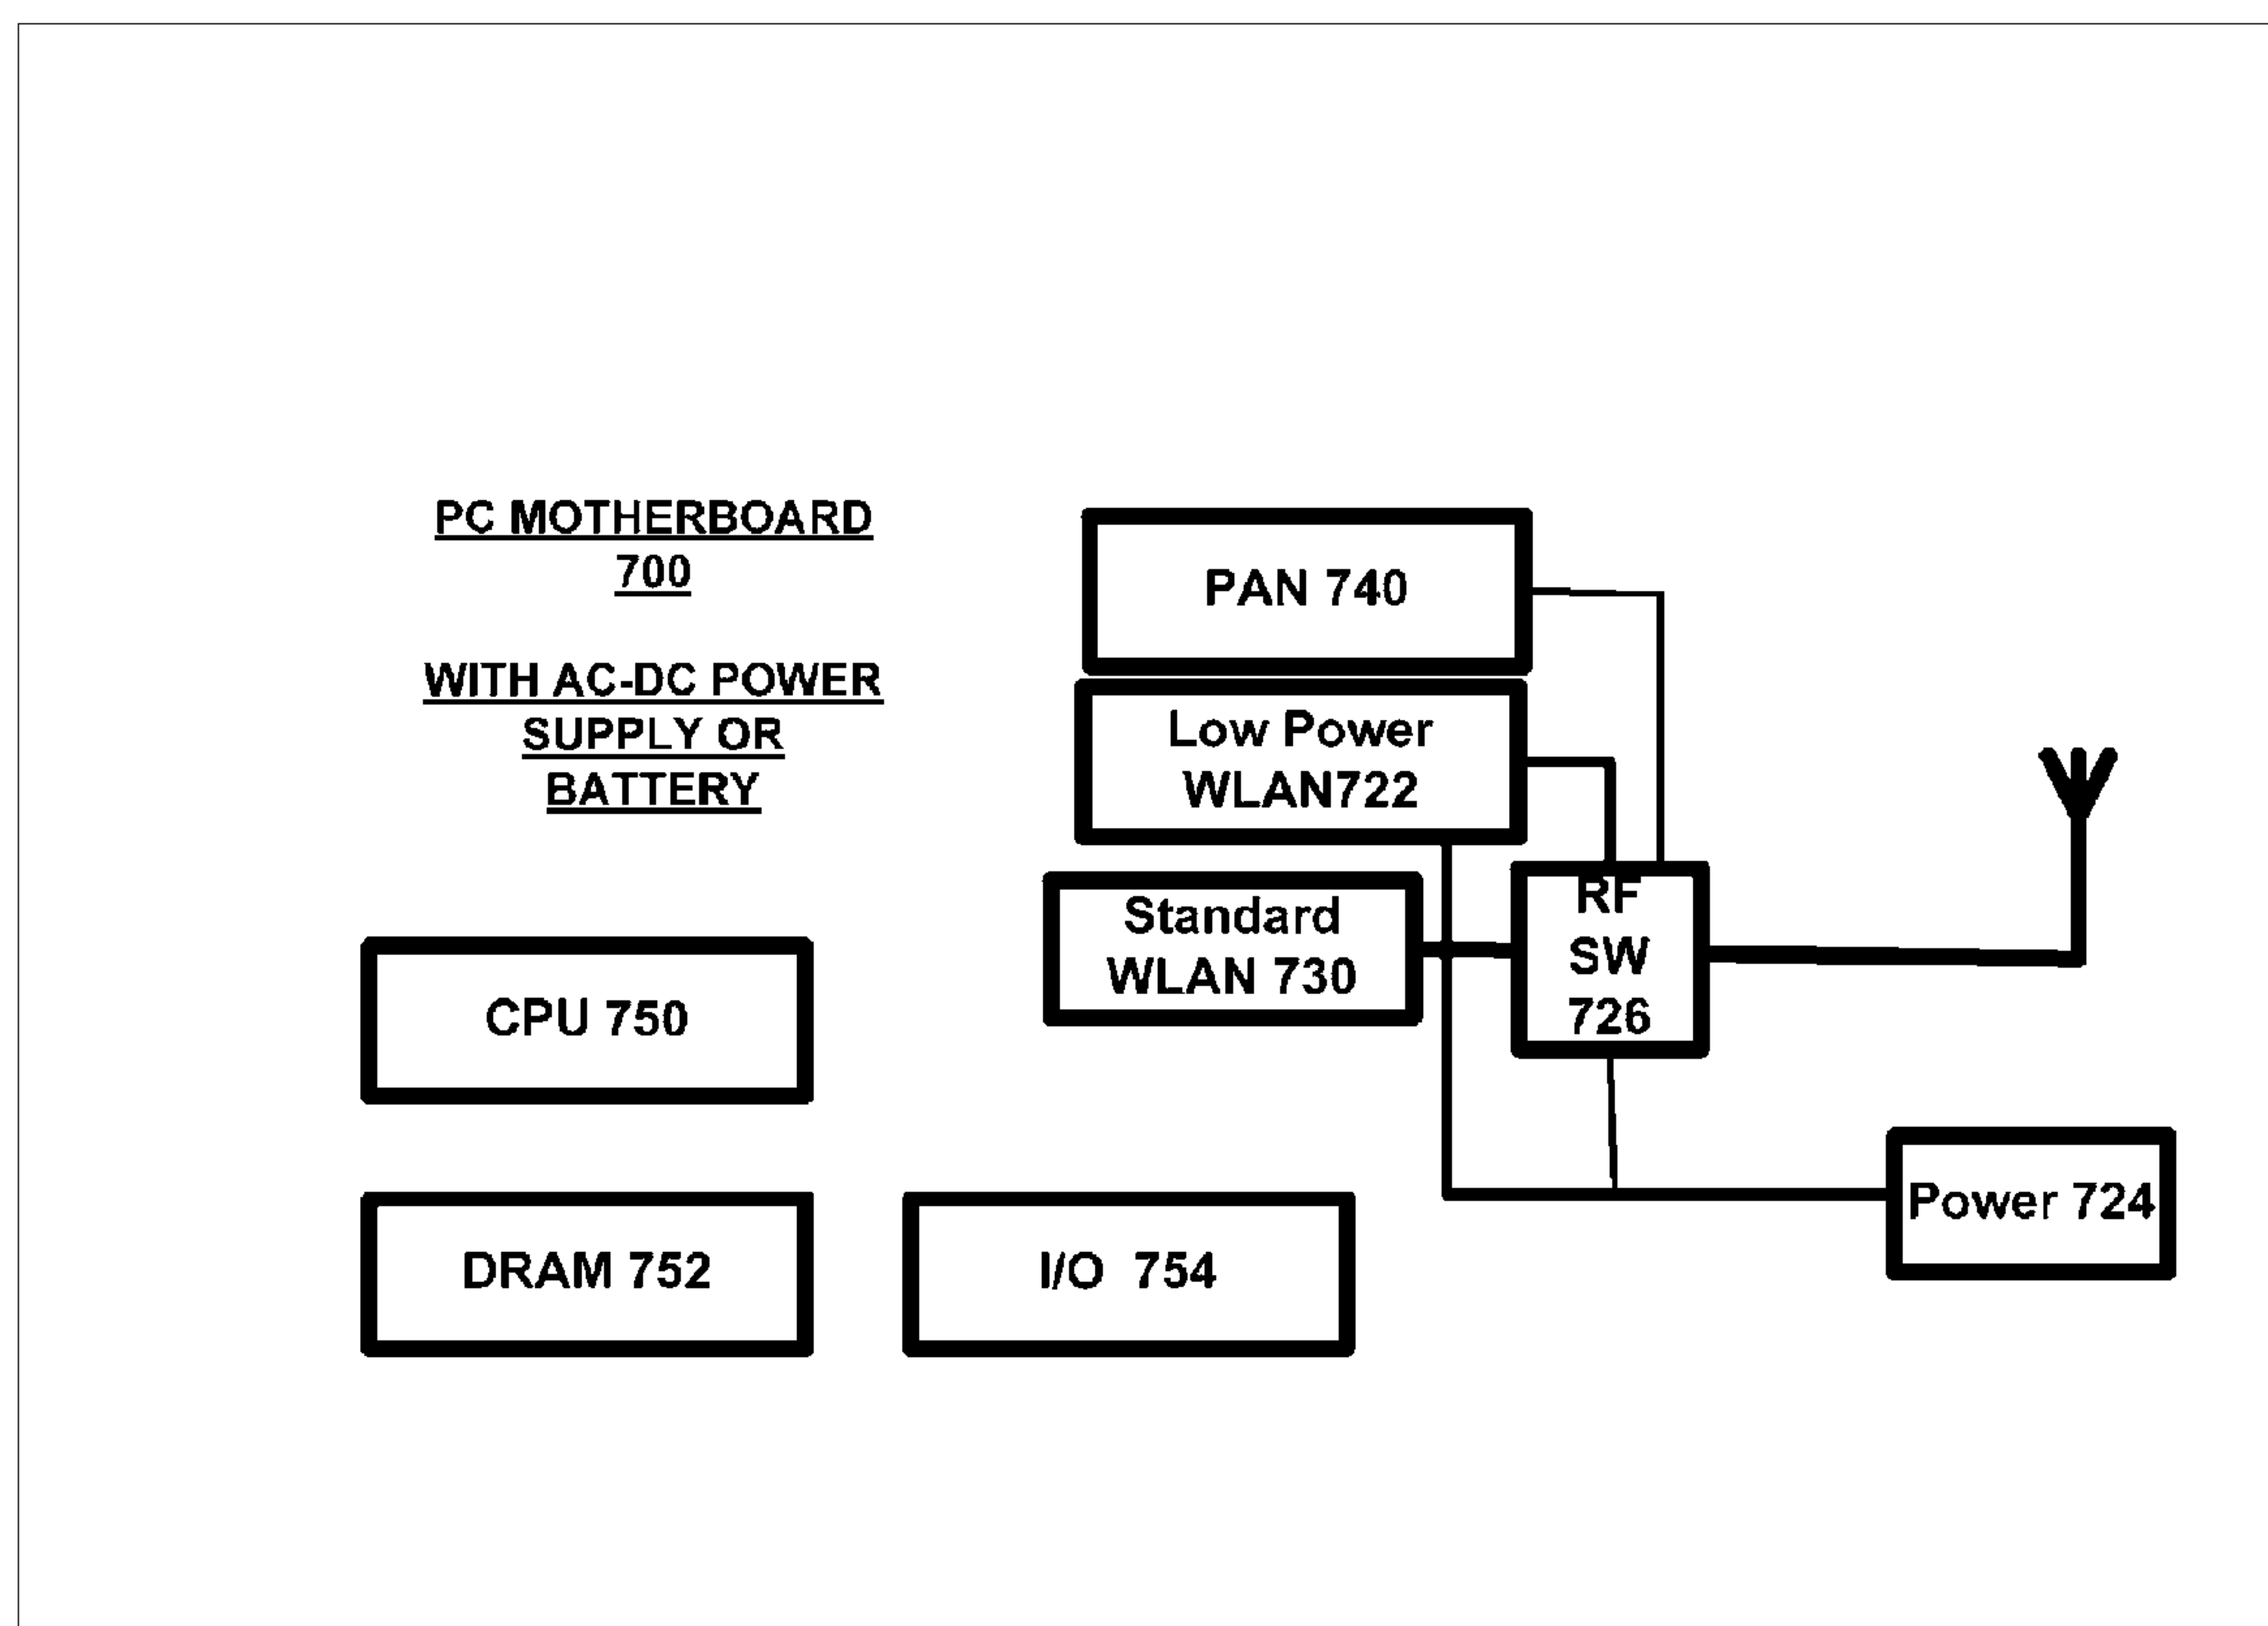 PC MOTHERBOARD
700
WITH AC-DC POWER
SUPPLY OR
BATTERY
PAN 740
Low Power
WLAN722
Standard
WLAN 730
RF
SW
726
CPU 750
Power 724
DRAM 752
I/O 754